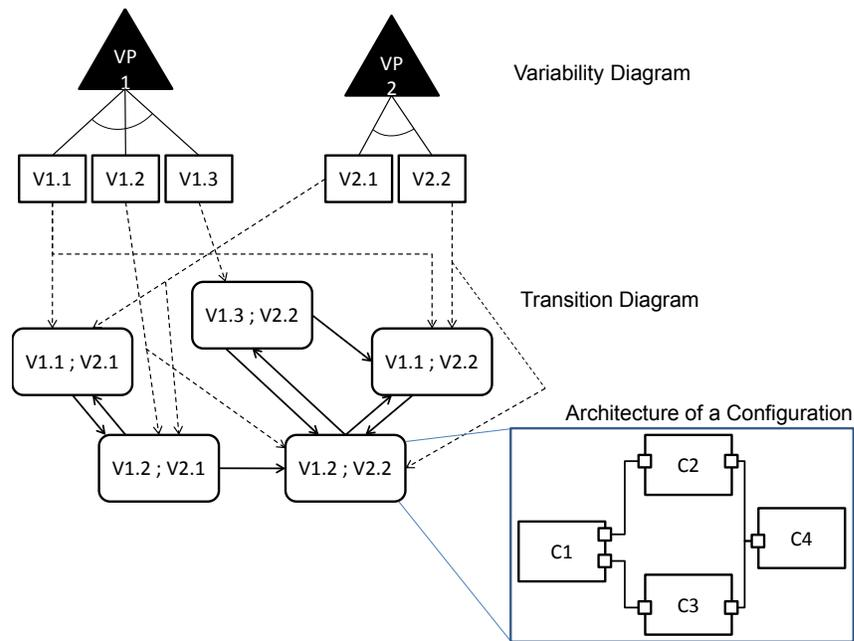 VP
1
VP
2
Variability Diagram
V1.1
V1.2
V1.3
V2.1
V2.2
Transition Diagram
V1.3 ; V2.2
V1.1 ; V2.1
V1.1 ; V2.2
V1.2 ; V2.1
V1.2 ; V2.2
Architecture of a Configuration
C2
C1
C4
C3